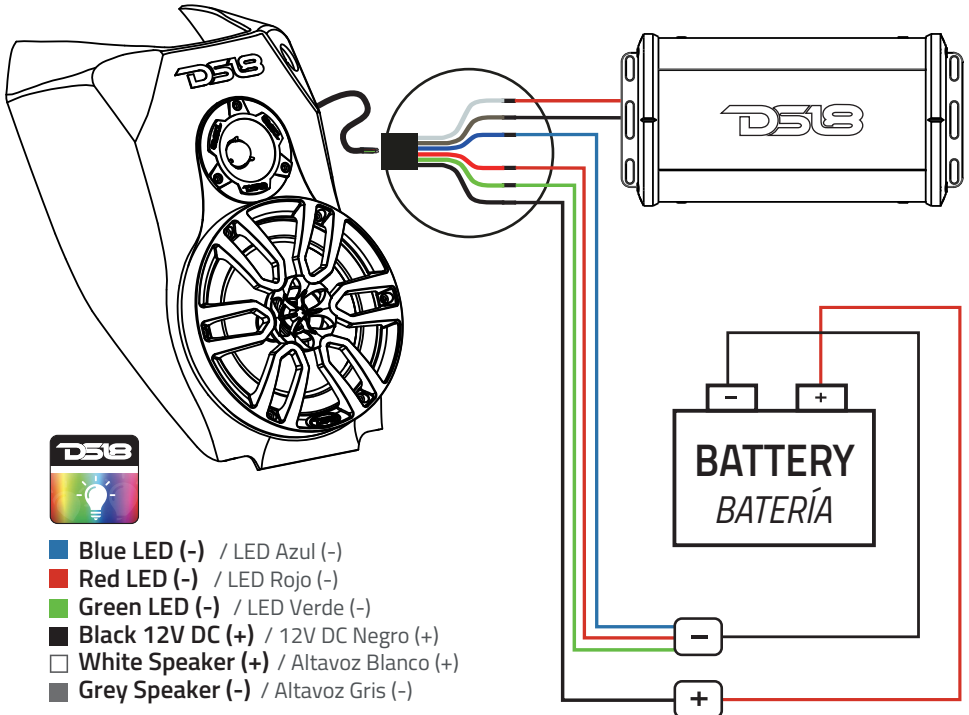 DS18
DS18
DS18
- +
BATTERY
BATERÍA
DS18
Blue LED (-) / LED Azul (-)
Red LED (-) / LED Rojo (-)
Green LED (-) / LED Verde (-)
Black 12V DC (+) / 12V DC Negro (+)
White Speaker (+) / Altavoz Blanco (+)
Grey Speaker (-) / Altavoz Gris (-)
-
+